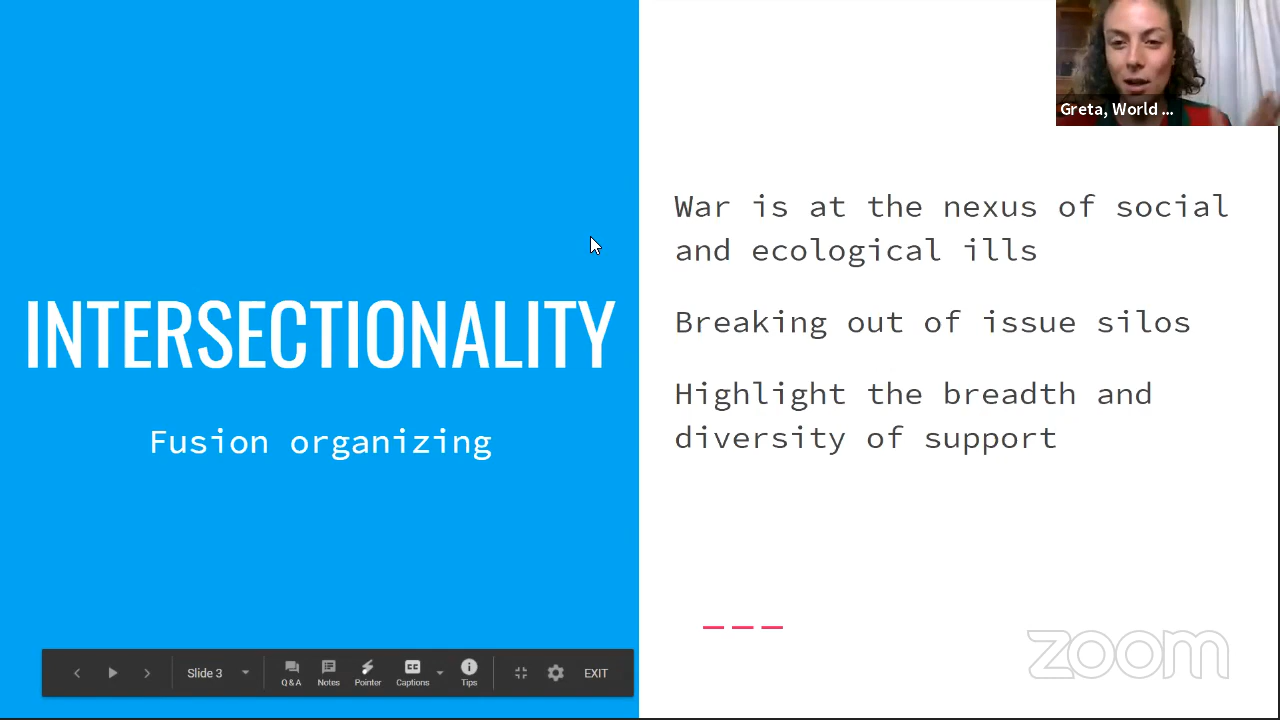 Greta, World ...
War is at the nexus of social
and ecological ills
Breaking out of issue silos
Highlight the breadth and
diversity of support
INTERSECTIONALITY
Fusion organizing
Slide 3
Q & A
Notes
Pointer
CC
Captions
Tips
EXIT
zoom